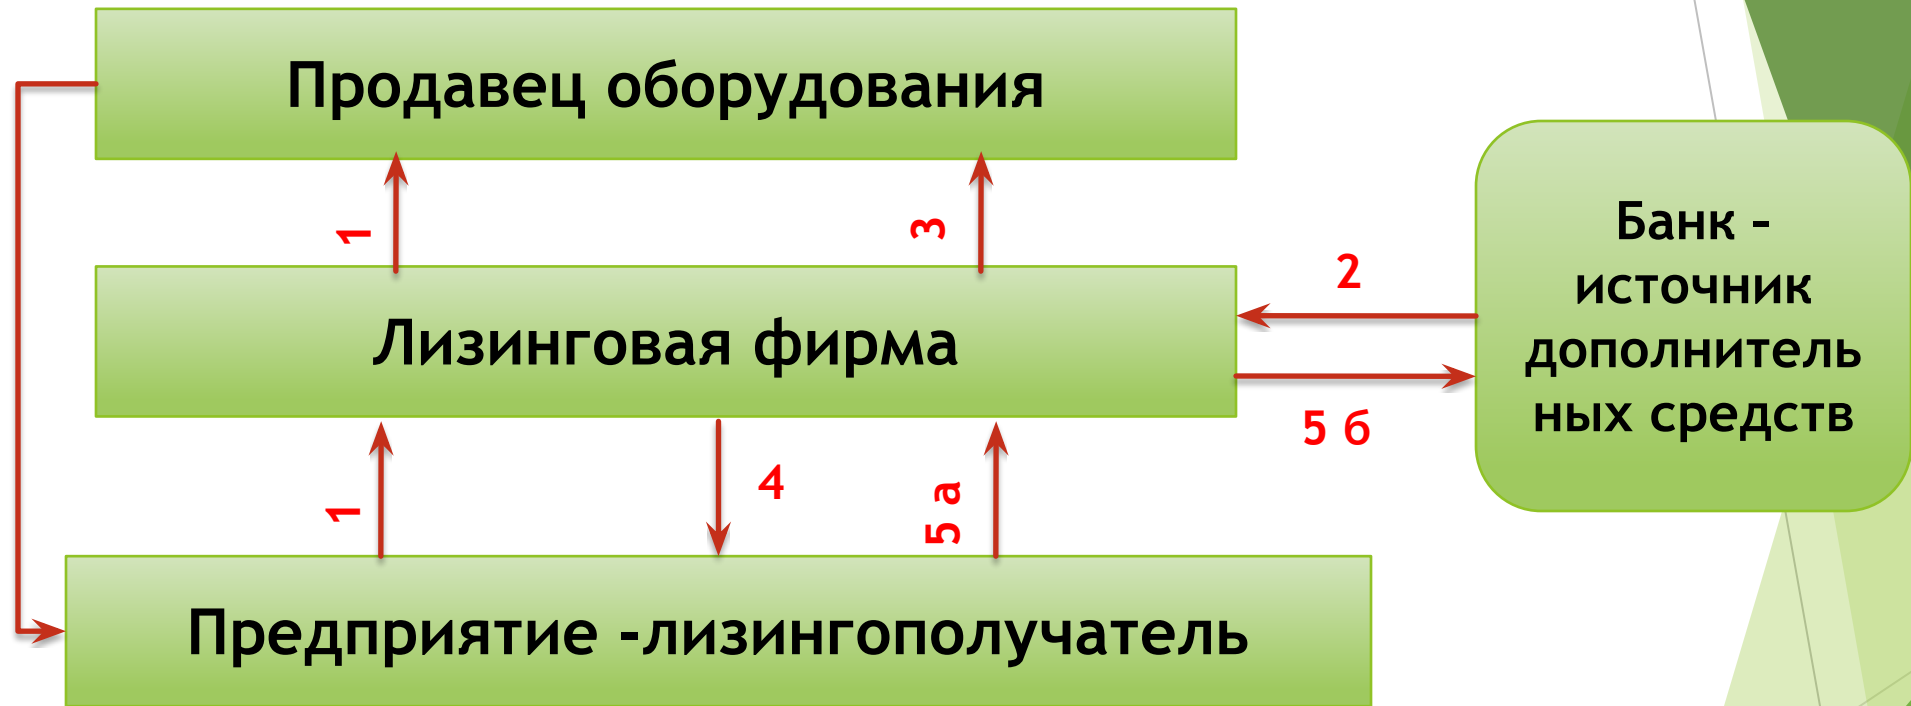 Продавец оборудования
1
3
Банк –
источник
дополнитель
ных средств
2
Лизинговая фирма
5 б
1
4
5 а
Предприятие -лизингополучатель